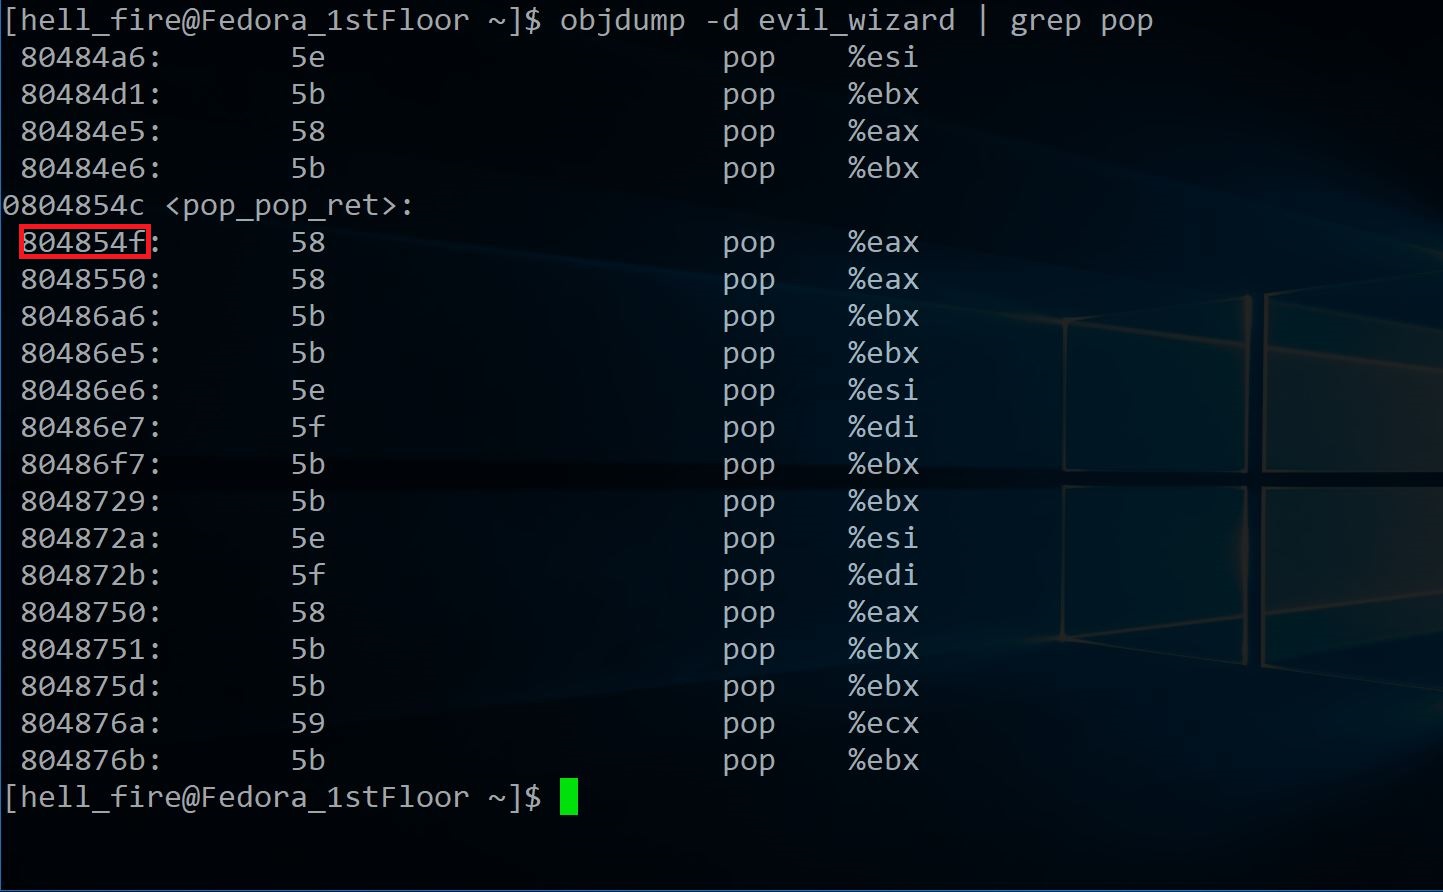 [hell_fire@Fedora_1stFloor ~]$ objdump -d evil_wizard | grep pop
 80484a6:       5e                      pop    %esi
 80484d1:       5b                      pop    %ebx
 80484e5:       58                      pop    %eax
 80484e6:       5b                      pop    %ebx
0804854c <pop_pop_ret>:
 804854f:       58                      pop    %eax
 8048550:       58                      pop    %eax
 80486a6:       5b                      pop    %ebx
 80486e5:       5b                      pop    %ebx
 80486e6:       5e                      pop    %esi
 80486e7:       5f                      pop    %edi
 80486f7:       5b                      pop    %ebx
 8048729:       5b                      pop    %ebx
 804872a:       5e                      pop    %esi
 804872b:       5f                      pop    %edi
 8048750:       58                      pop    %eax
 8048751:       5b                      pop    %ebx
 804875d:       5b                      pop    %ebx
 804876a:       59                      pop    %ecx
 804876b:       5b                      pop    %ebx
[hell_fire@Fedora_1stFloor ~]$